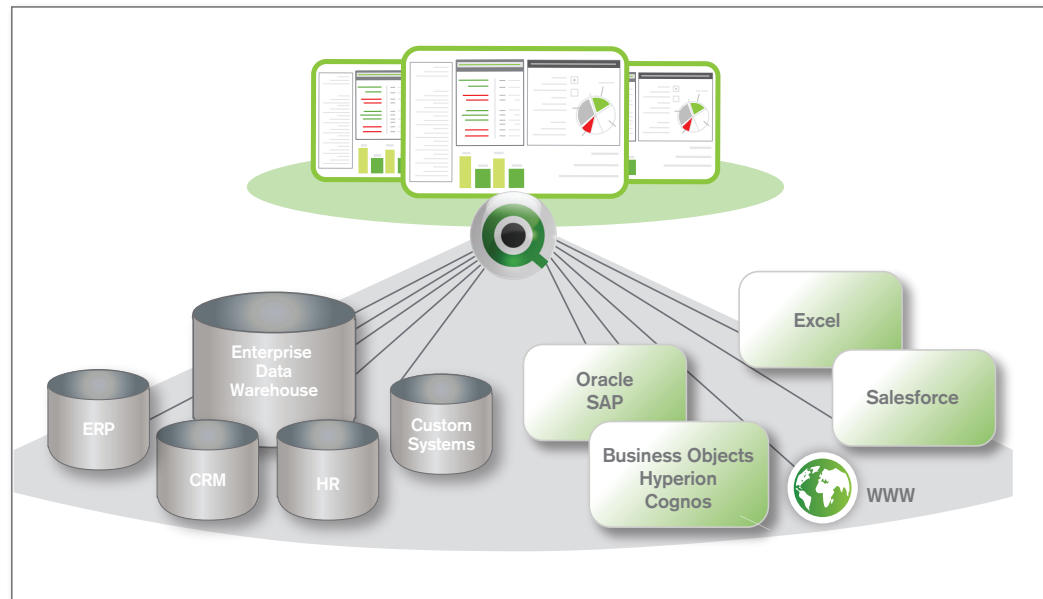 Enterprise
Data
Warehouse
ERP
CRM
HR
Custom
Systems
Oracle
SAP
Business Objects
Hyperion
Cognos
Excel
Salesforce
WWW